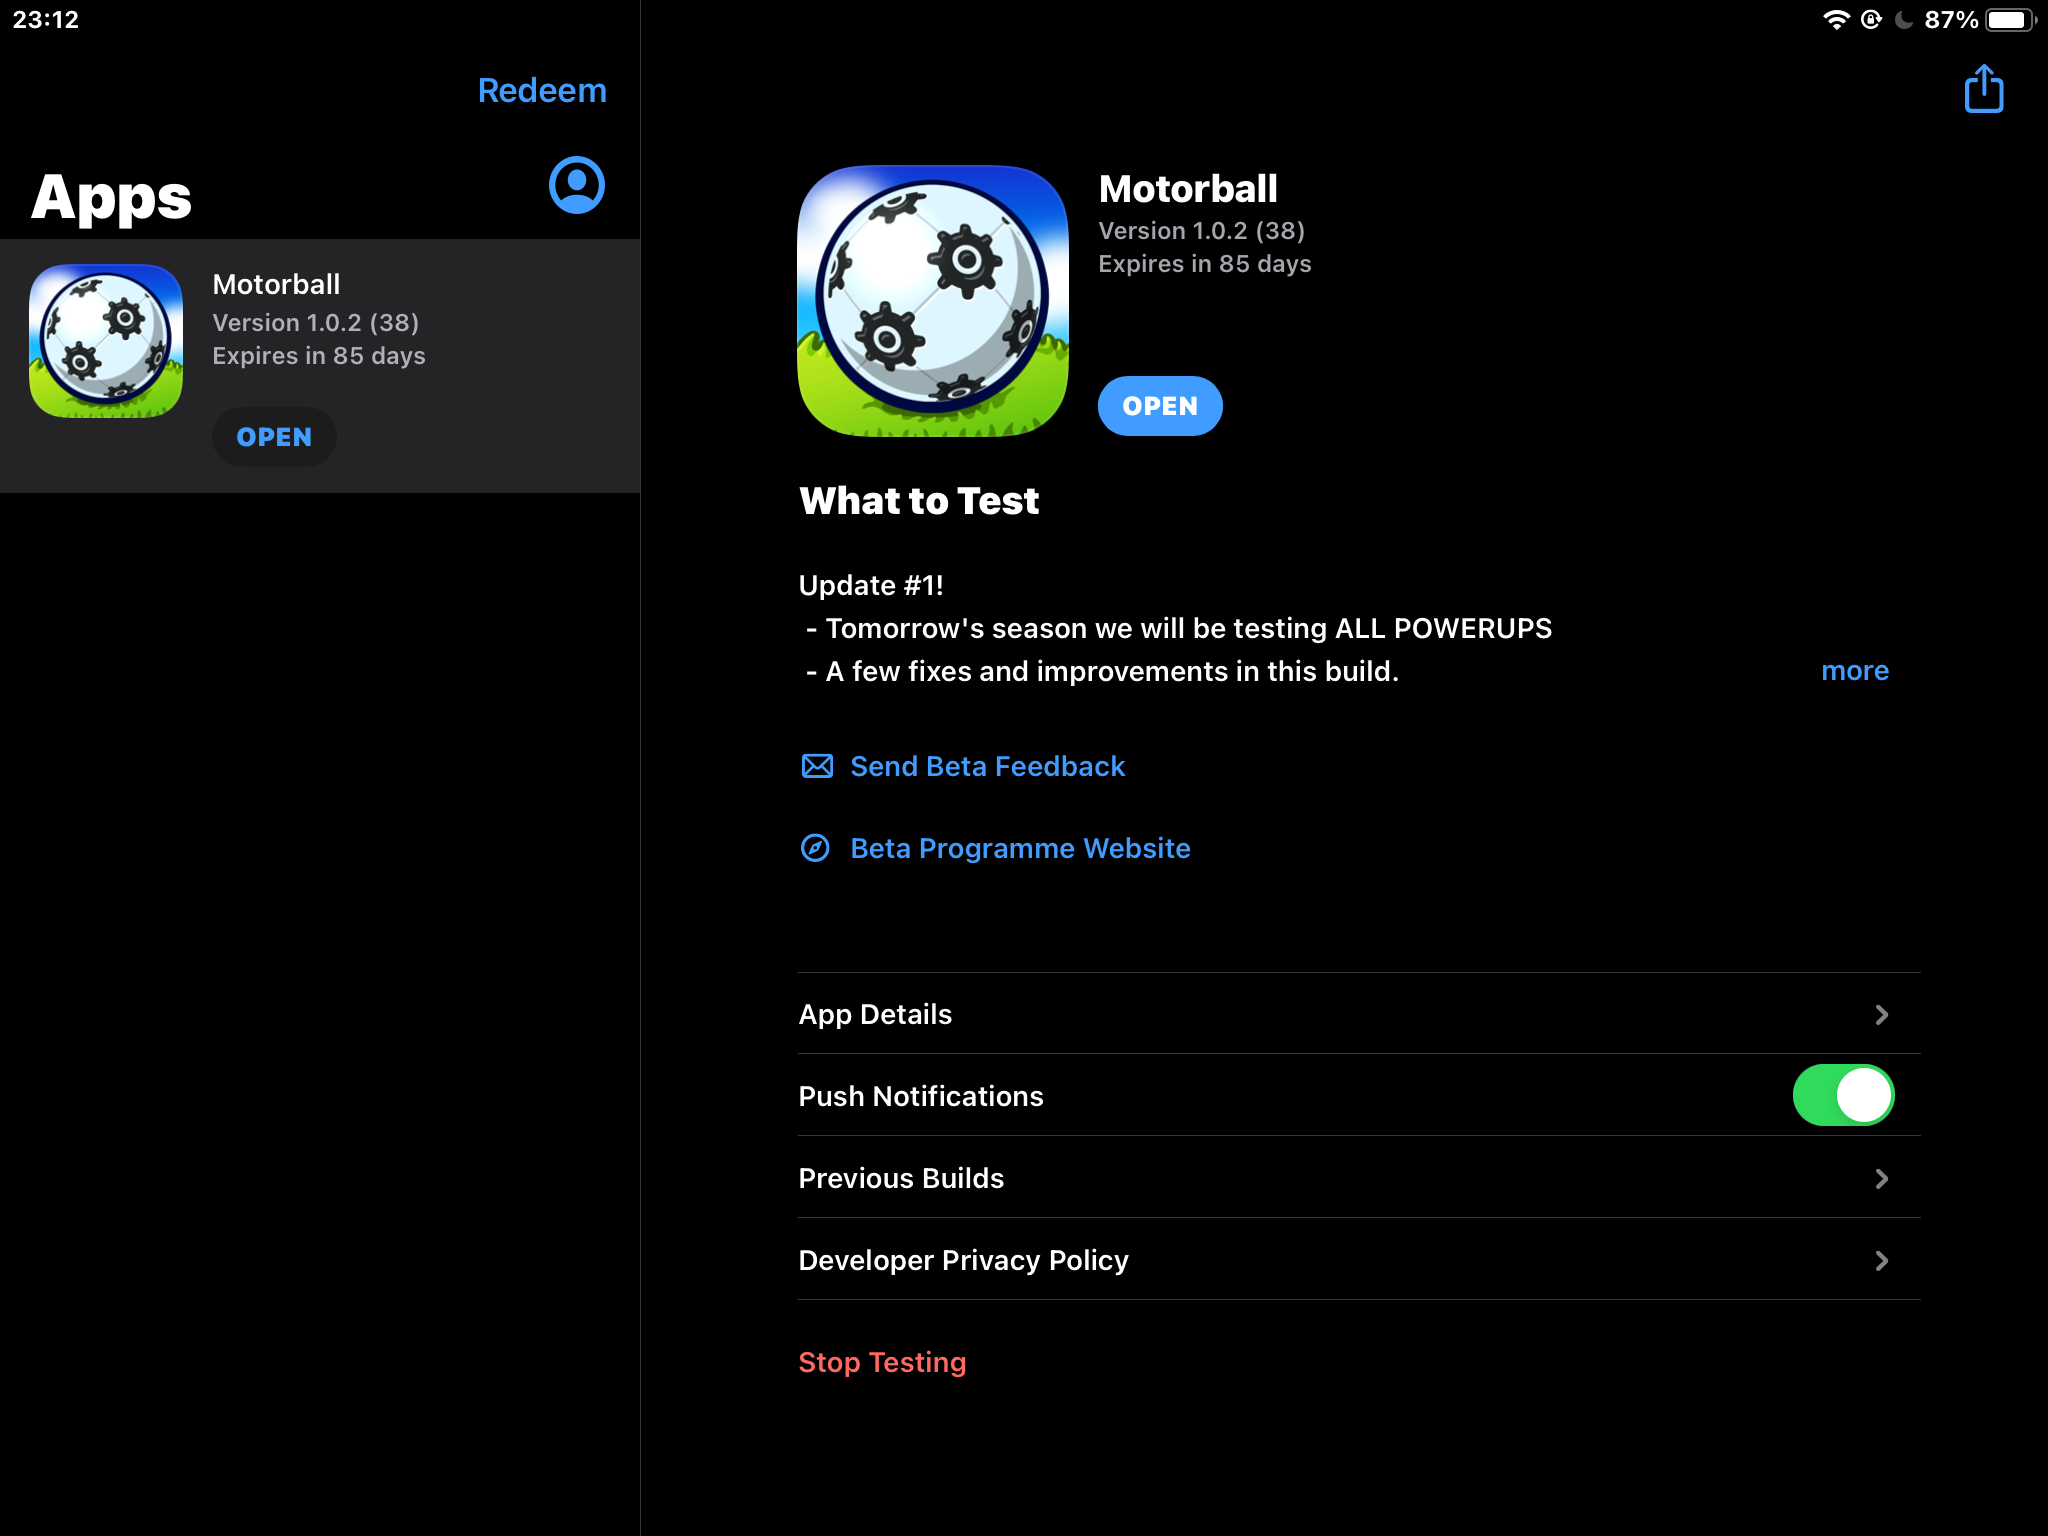 23:12
87%
Redeem
Apps
Motorball
Version 1.0.2 (38)
Expires in 85 days
OPEN
Motorball
Version 1.0.2 (38)
Expires in 85 days
OPEN
What to Test
Update #1!
- Tomorrow's season we will be testing ALL POWERUPS
- A few fixes and improvements in this build.
more
Send Beta Feedback
Beta Programme Website
App Details
Push Notifications
Previous Builds
Developer Privacy Policy
Stop Testing